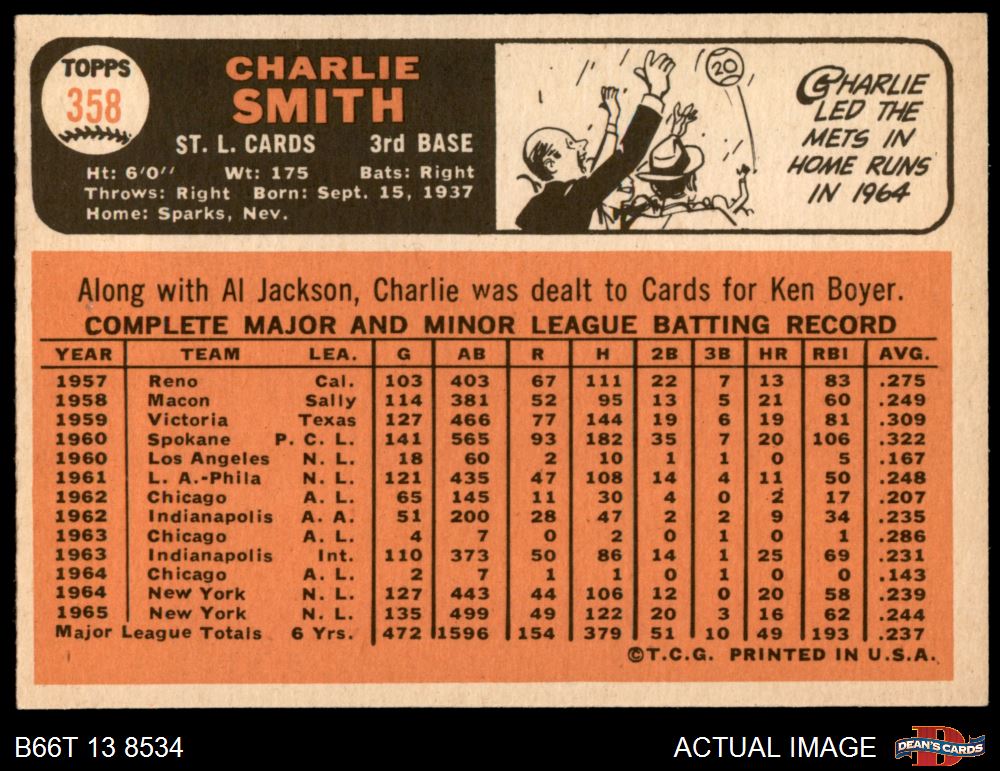 TOPPS
358
CHARLIE
SMITH
ST. L. CARDS 3rd BASE
Ht: 6'0'' Wt: 175 Bats: Right
Throws: Right Born: Sept. 15, 1937
Home: Sparks, Nev.
20
CHARLIE
LED THE
METS IN
HOME RUNS
IN 1964
Along with Al Jackson, Charlie was dealt to Cards for Ken Boyer.
COMPLETE MAJOR AND MINOR LEAGUE BATTING RECORD
YEAR TEAM LEA. G AB R H 2B 3B HR RBI AVG.
1957 Reno Cal. 103 403 67 111 22 7 13 83 .275
1958 Macon Sally 114 381 52 95 13 5 21 60 .249
1959 Victoria Texas 127 466 77 144 19 6 19 81 .309
1960 Spokane P. C. L. 141 565 93 182 35 7 20 106 .322
1960 Los Angeles N. L. 18 60 2 10 1 1 0 5 .167
1961 L. A.-Phila N. L. 121 435 47 108 14 4 11 50 .248
1962 Chicago A. L. 65 145 11 30 4 0 2 17 .207
1962 Indianapolis A. A. 51 200 28 47 2 2 9 34 .235
1963 Chicago A. L. 4 7 0 2 0 1 0 1 .286
1963 Indianapolis Int. 110 373 50 86 14 1 25 69 .231
1964 Chicago A. L. 2 7 1 1 0 1 0 0 .143
1964 New York N. L. 127 443 44 106 12 0 20 58 .239
1965 New York N. L. 135 499 49 122 20 3 16 62 .244
Major League Totals 6 Yrs. 472 1596 154 379 51 10 49 193 .237
©T.C.G. PRINTED IN U.S.A.
B66T 13 8534
ACTUAL IMAGE
DEAN'S CARDS